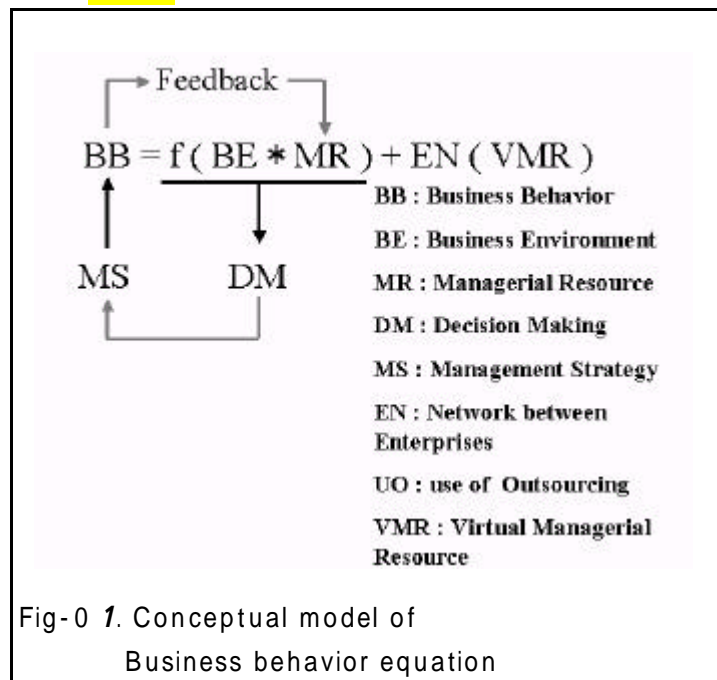 Feedback
BB = f ( BE * MR ) + EN ( VMR )
MS DM
BB : Business Behavior
BE : Business Environment
MR : Managerial Resource
DM : Decision Making
MS : Management Strategy
EN : Network between
Enterprises
UO : use of Outsourcing
VMR : Virtual Managerial
Resource
Fig-0 1. Conceptual model of
Business behavior equation